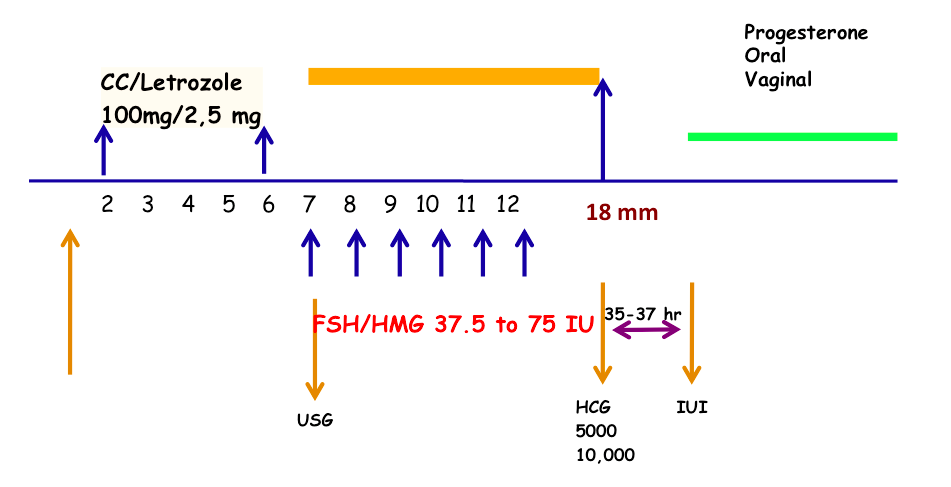 Progesterone
Oral
Vaginal
CC/Letrozole
100mg/2,5 mg
2 3 4 5 6 7 8 9 10 11 12
18 mm
FSH/HMG 37.5 to 75 IU
35-37 hr
USG
HCG
5000
10,000
IUI